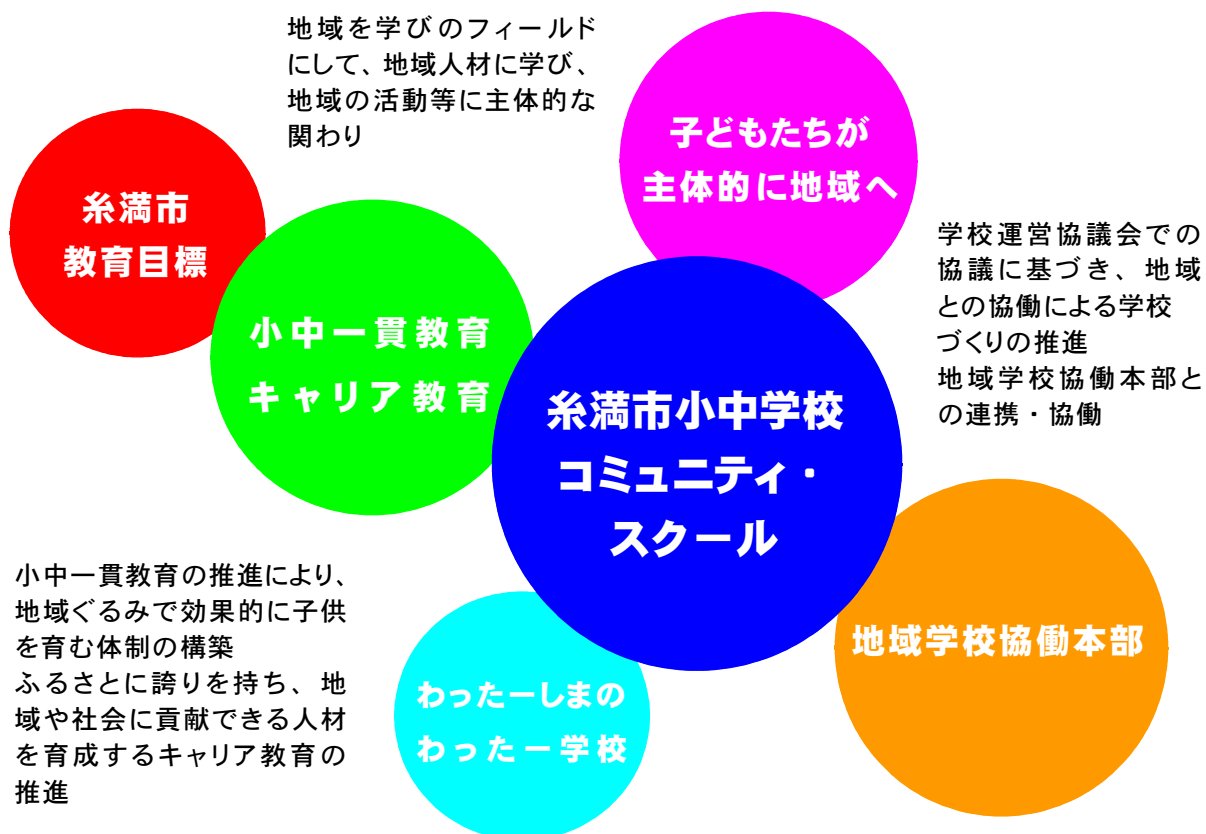 地域を学びのフィールド
にして、地域人材に学び、
地域の活動等に主体的な
関わり
子どもたちが
主体的に地域へ
糸満市
教育目標
小中一貫教育
キャリア教育
学校運営協議会での
協議に基づき、地域
との協働による学校
づくりの推進
地域学校協働本部と
の連携・協働
糸満市小中学校
コミュニティ・
スクール
小中一貫教育の推進により、
地域ぐるみで効果的に子供
を育む体制の構築
ふるさとに誇りを持ち、地
域や社会に貢献できる人材
を育成するキャリア教育の
推進
わったーしまの
わったー学校
地域学校協働本部